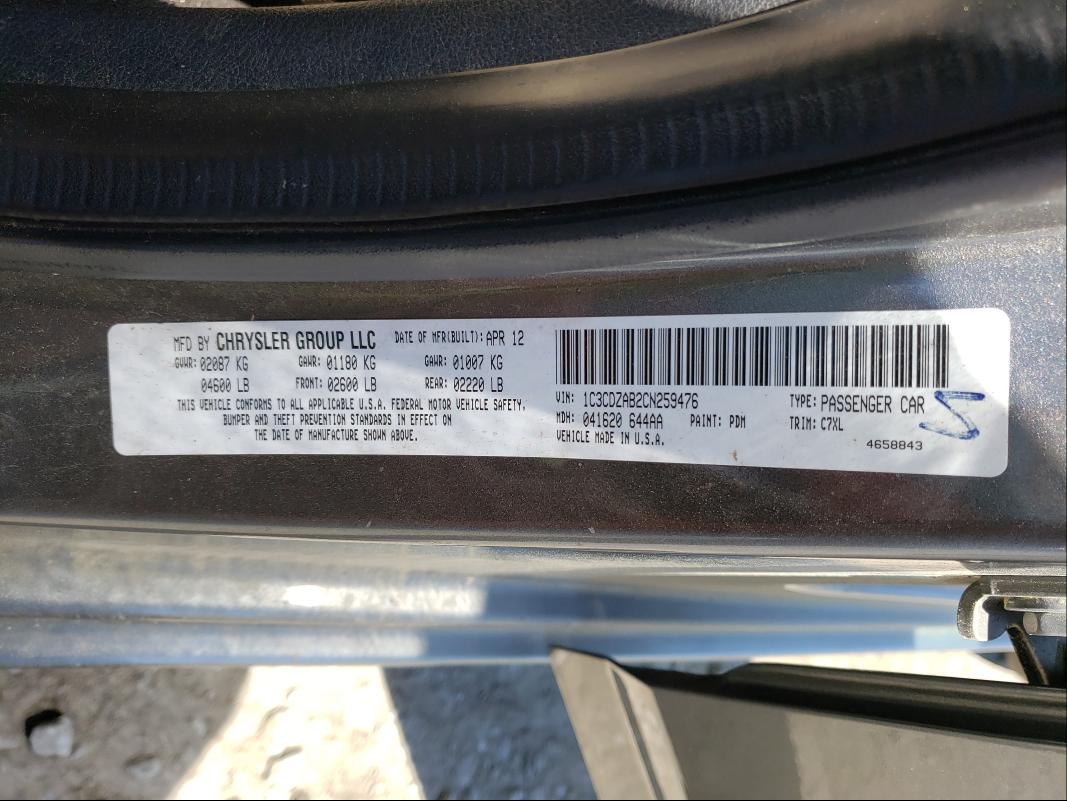 MFD BY CHRYSLER GROUP LLC DATE OF MFR(BUILT): APR 12
GVWR: 02087 KG GAWR: 01180 KG GAWR: 01007 KG
04600 LB FRONT: 02600 LB REAR: 02220 LB
THIS VEHICLE CONFORMS TO ALL APPLICABLE U.S.A. FEDERAL MOTOR VEHICLE SAFETY,
BUMPER AND THEFT PREVENTION STANDARDS IN EFFECT ON
THE DATE OF MANUFACTURE SHOWN ABOVE.
VIN: 1C3CDZAB2CN259476 TYPE: PASSENGER CAR
MDH: 041620 644AA PAINT: PDM TRIM: C7XL
VEHICLE MADE IN U.S.A. 4658843
5